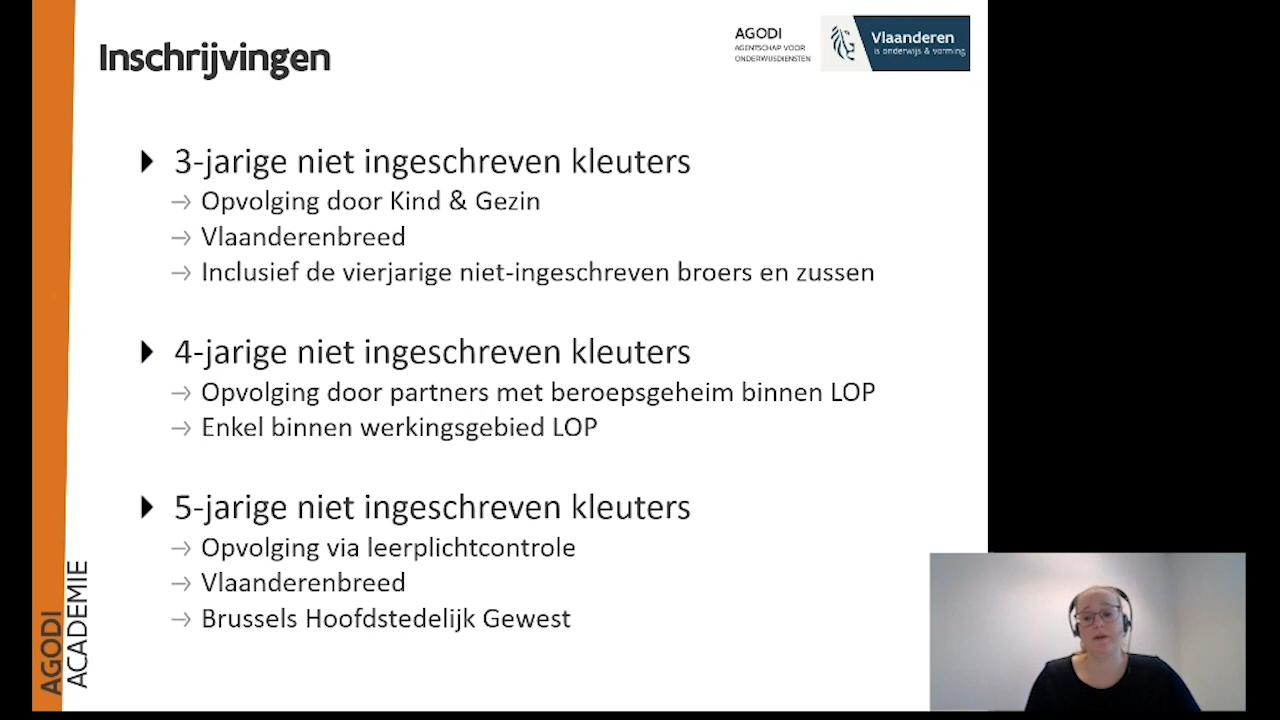 Inschrijvingen
AGODI
AGENTSCHAP VOOR
ONDERWIJSDIENSTEN
Vlaanderen
is onderwijs & vorming
3-jarige niet ingeschreven kleuters
→ Opvolging door Kind & Gezin
→ Vlaanderenbreed
→ Inclusief de vierjarige niet-ingeschreven broers en zussen
4-jarige niet ingeschreven kleuters
→ Opvolging door partners met beroepsgeheim binnen LOP
→ Enkel binnen werkingsgebied LOP
5-jarige niet ingeschreven kleuters
→ Opvolging via leerplichtcontrole
→ Vlaanderenbreed
→ Brussels Hoofdstedelijk Gewest
AGODI
ACADEMIE